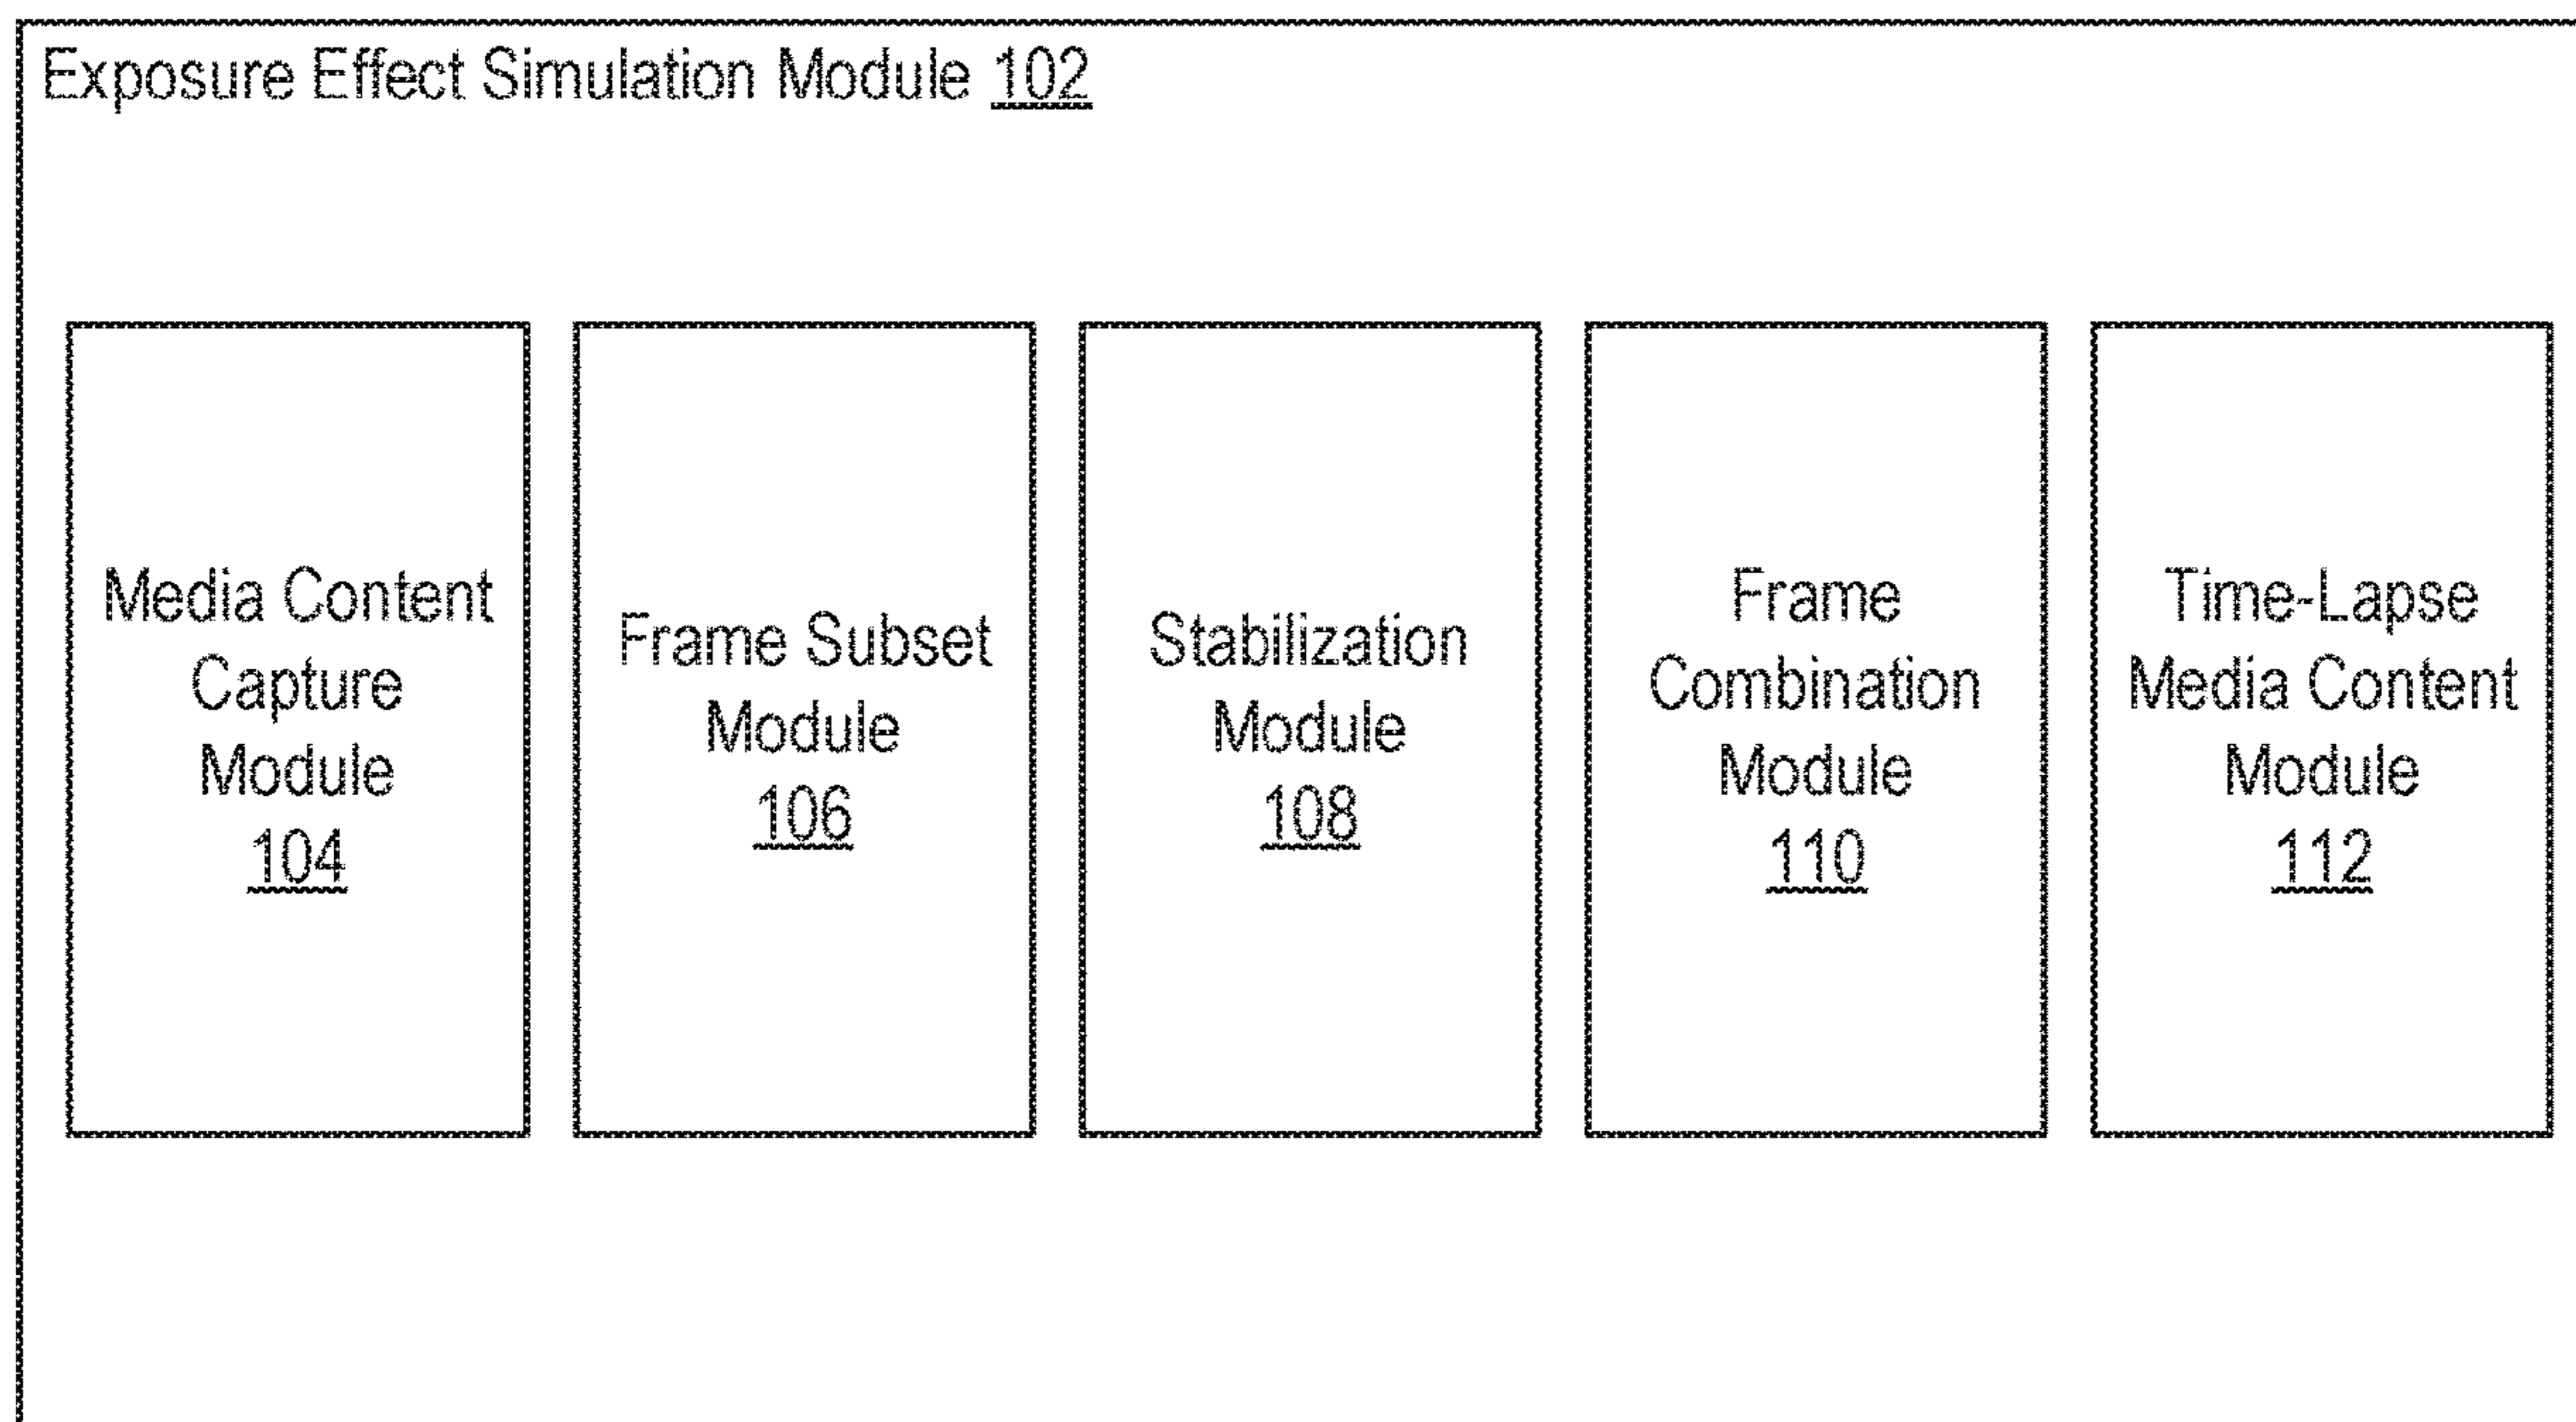 Exposure Effect Simulation Module 102
Media Content
Capture
Module
104
Frame Subset
Module
106
Stabilization
Module
108
Frame
Combination
Module
110
Time-Lapse
Media Content
Module
112